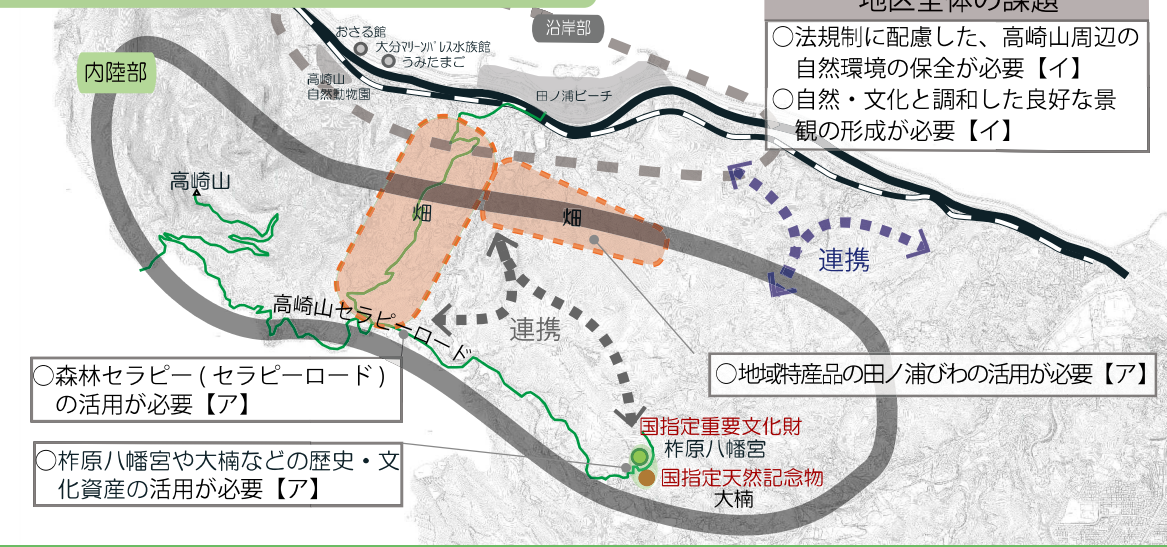 地区全体の課題
○法規制に配慮した、高崎山周辺の
自然環境の保全が必要【イ】
○自然・文化と調和した良好な景
観の形成が必要【イ】
沿岸部
おさる館
大分マリーンパレス水族館
うみたまご
内陸部
高崎山
自然動物園
田ノ浦ビーチ
高崎山
畑
畑
連携
高崎山セラピーロード
連携
○森林セラピー(セラピーロード)
の活用が必要【ア】
○地域特産品の田ノ浦びわの活用が必要【ア】
国指定重要文化財
柞原八幡宮
○柞原八幡宮や大楠などの歴史・文
化資産の活用が必要【ア】
国指定天然記念物
大楠